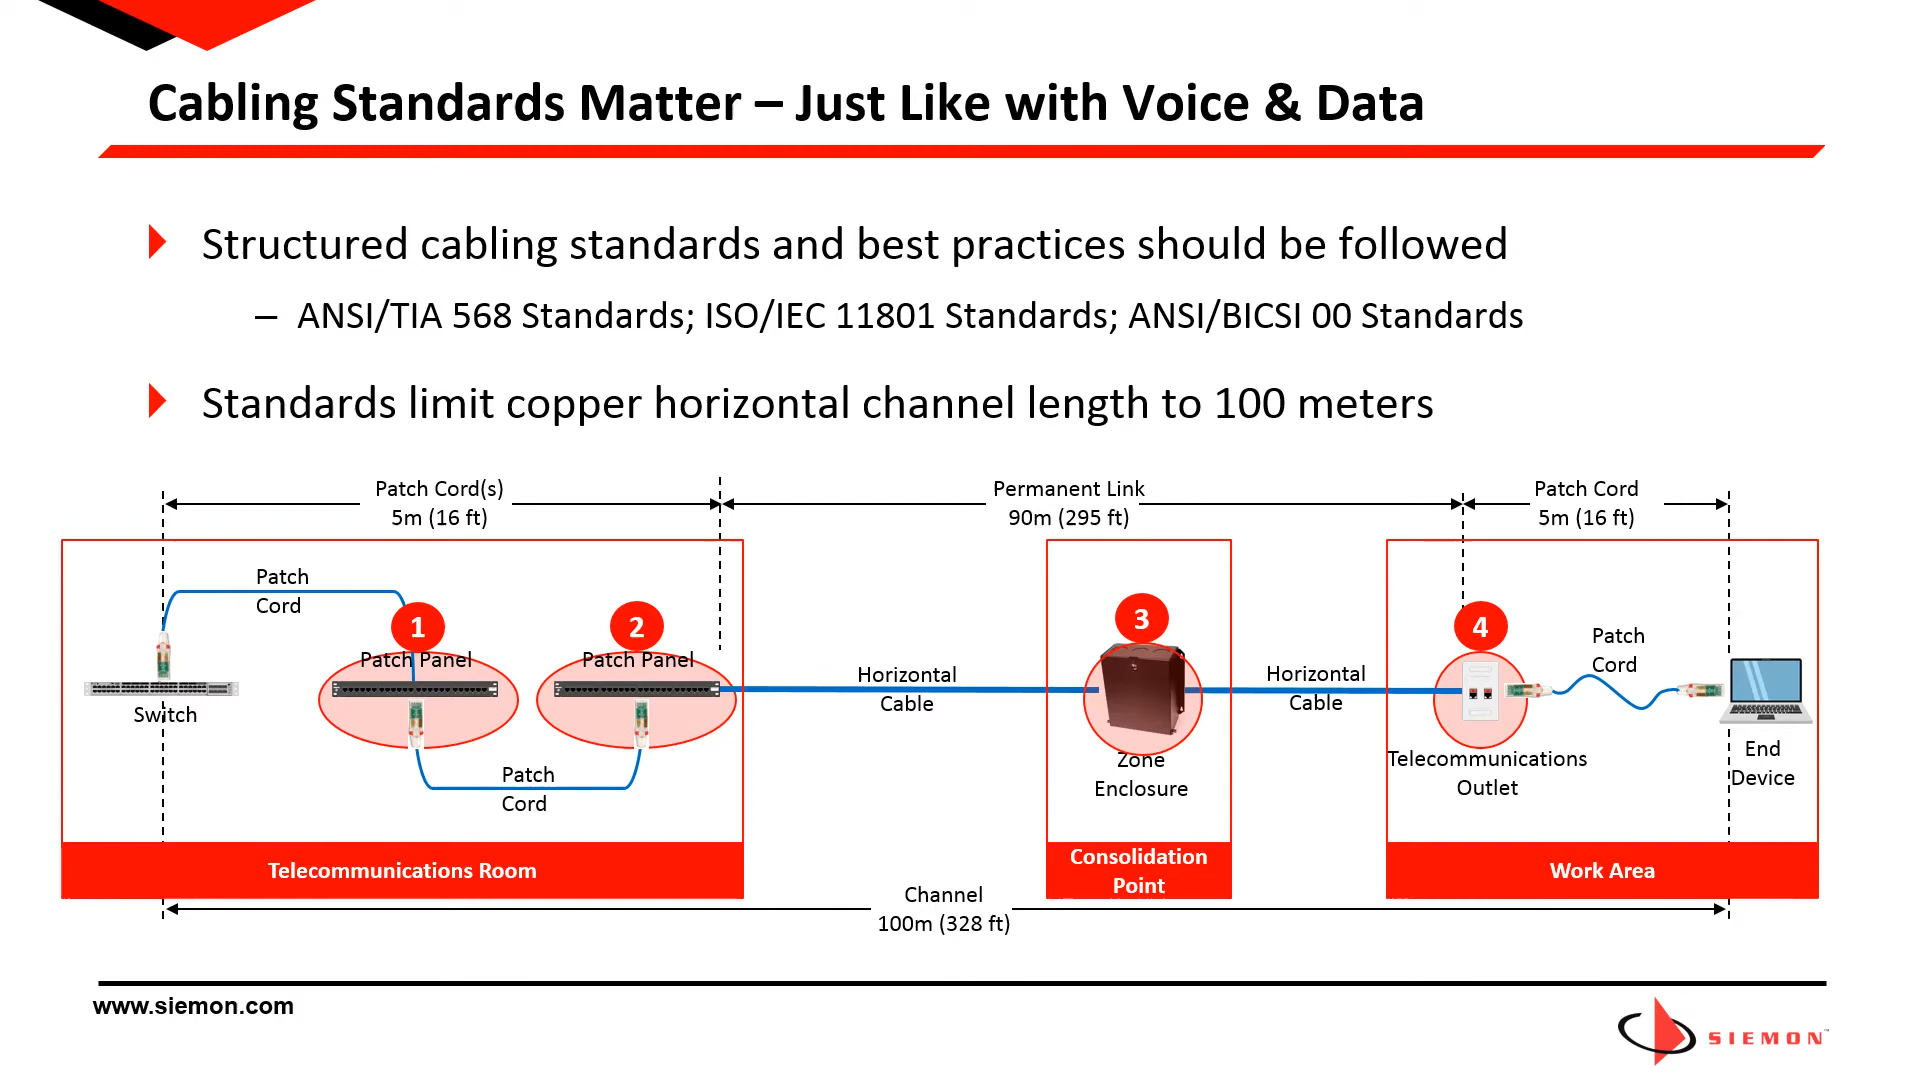 Cabling Standards Matter – Just Like with Voice & Data
Structured cabling standards and best practices should be followed
– ANSI/TIA 568 Standards; ISO/IEC 11801 Standards; ANSI/BICSI 00 Standards
Standards limit copper horizontal channel length to 100 meters
Patch Cord(s)
5m (16 ft)
Permanent Link
90m (295 ft)
Patch Cord
5m (16 ft)
Patch
Cord
1
Patch Panel
2
Patch Panel
Switch
Patch
Cord
Horizontal
Cable
3
Zone
Enclosure
Horizontal
Cable
4
Telecommunications
Outlet
Patch
Cord
End
Device
Telecommunications Room
Consolidation
Point
Work Area
Channel
100m (328 ft)
www.siemon.com
SIEMON™